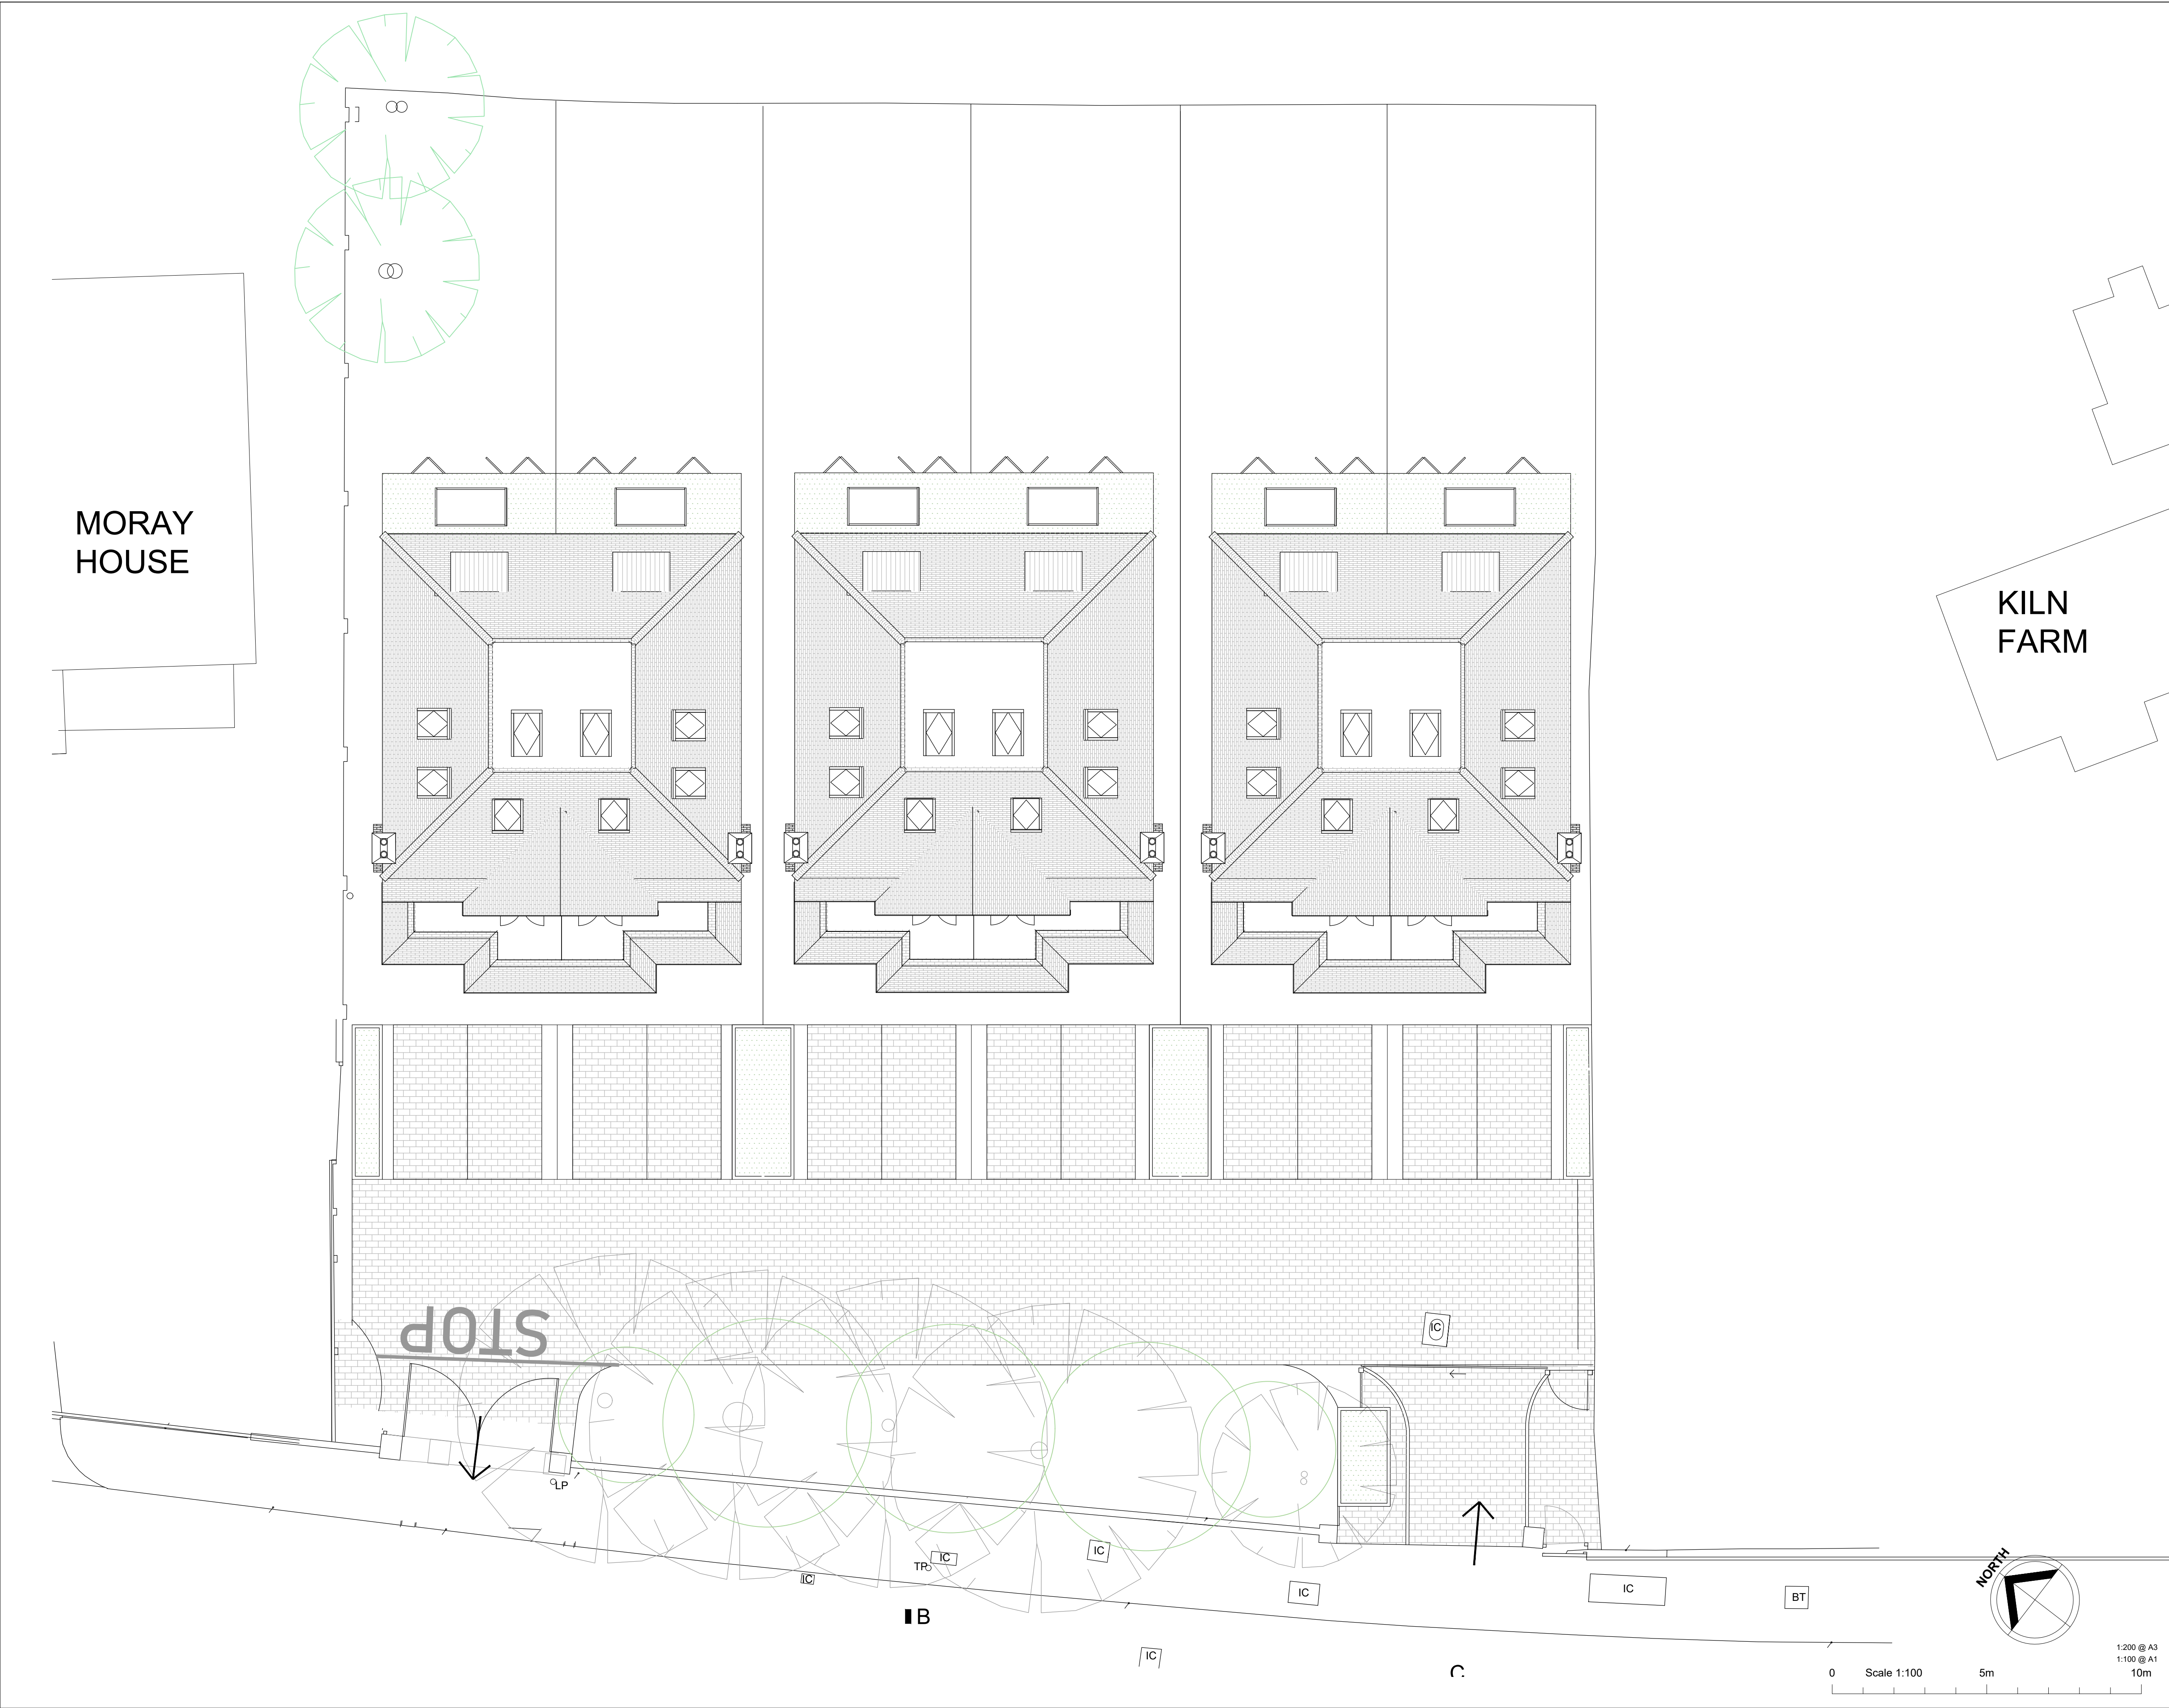 MORAY
HOUSE
KILN
FARM
STOP
IC
LP
TP
IC
IC
IC
IC
IC
BT
B
IC
C
NORTH
1:200 @ A3
1:100 @ A1
0 Scale 1:100 5m 10m